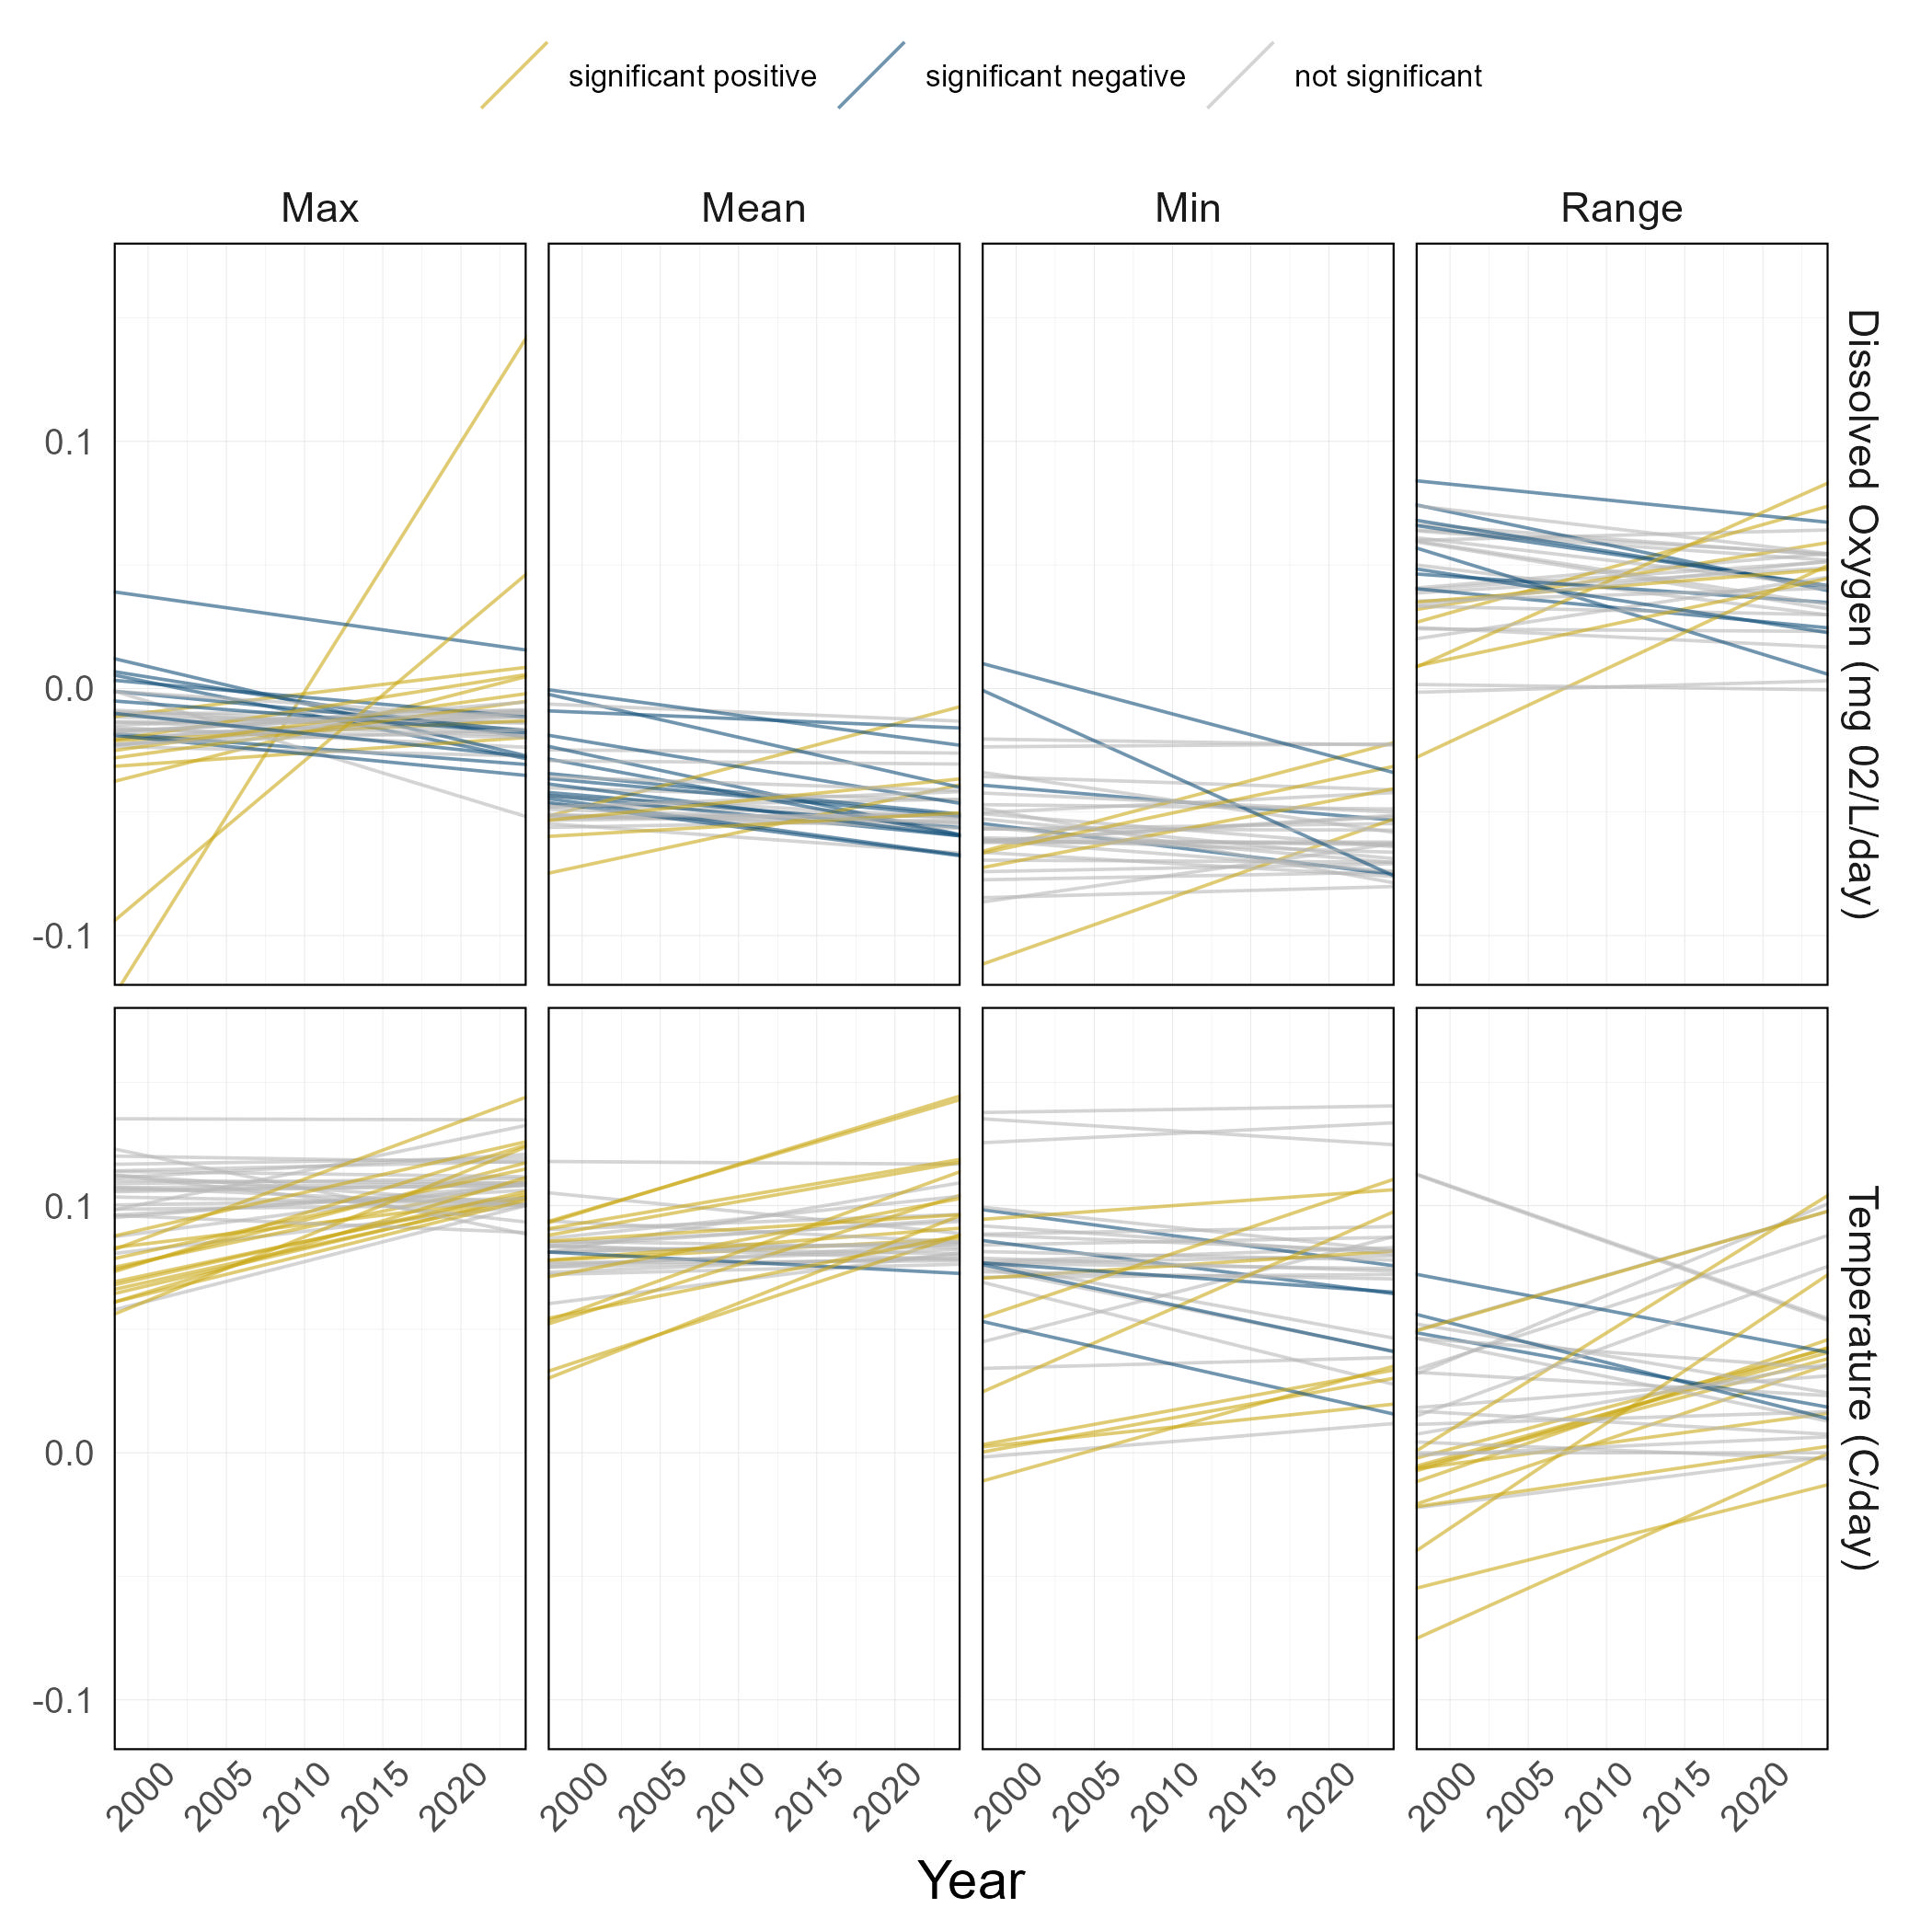 significant positive significant negative not significant
Max Mean Min Range
Dissolved Oxygen (mg 02/L/day)
0.1
0.0
-0.1
Temperature (C/day)
0.1
0.0
-0.1
2000 2005 2010 2015 2020 2000 2005 2010 2015 2020 2000 2005 2010 2015 2020 2000 2005 2010 2015 2020
Year